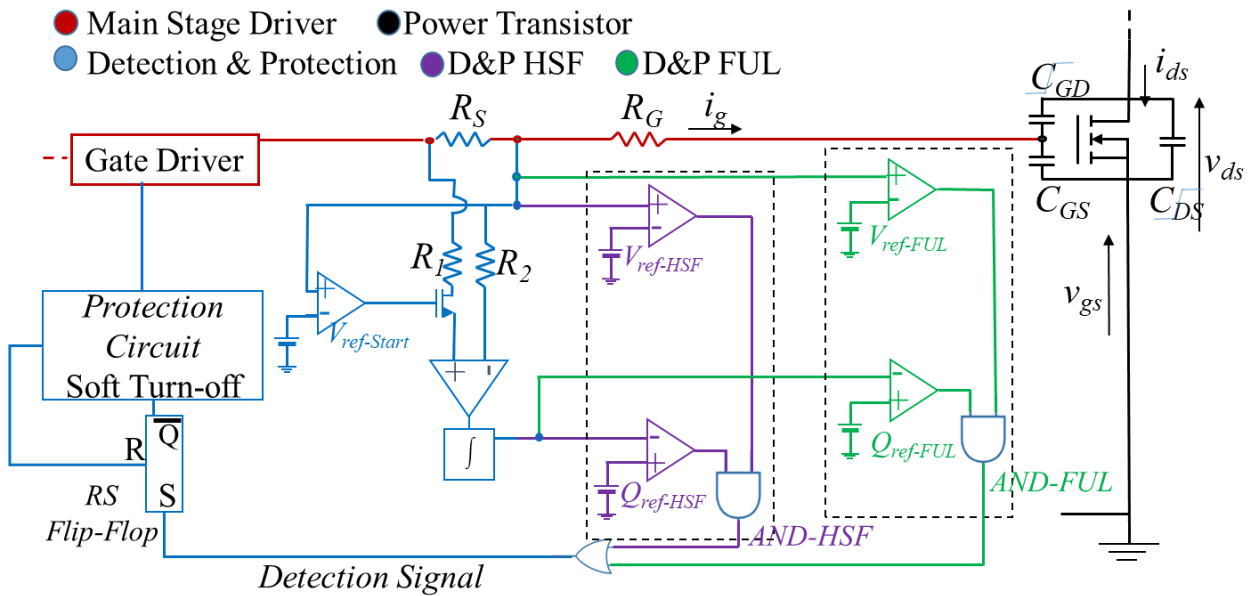 Main Stage Driver
Power Transistor
Detection & Protection
D&P HSF
D&P FUL
R_S
R_G
i_g
C_GD
i_ds
Gate Driver
v_ds
C_GS
C_DS
R_1
R_2
V_ref-HSF
V_ref-FUL
v_gs
Protection
Circuit
Soft Turn-off
V_ref-Start
+
-
∫
Q_ref-HSF
Q_ref-FUL
AND-FUL
AND-HSF
R
Q̅
S
RS
Flip-Flop
Detection Signal